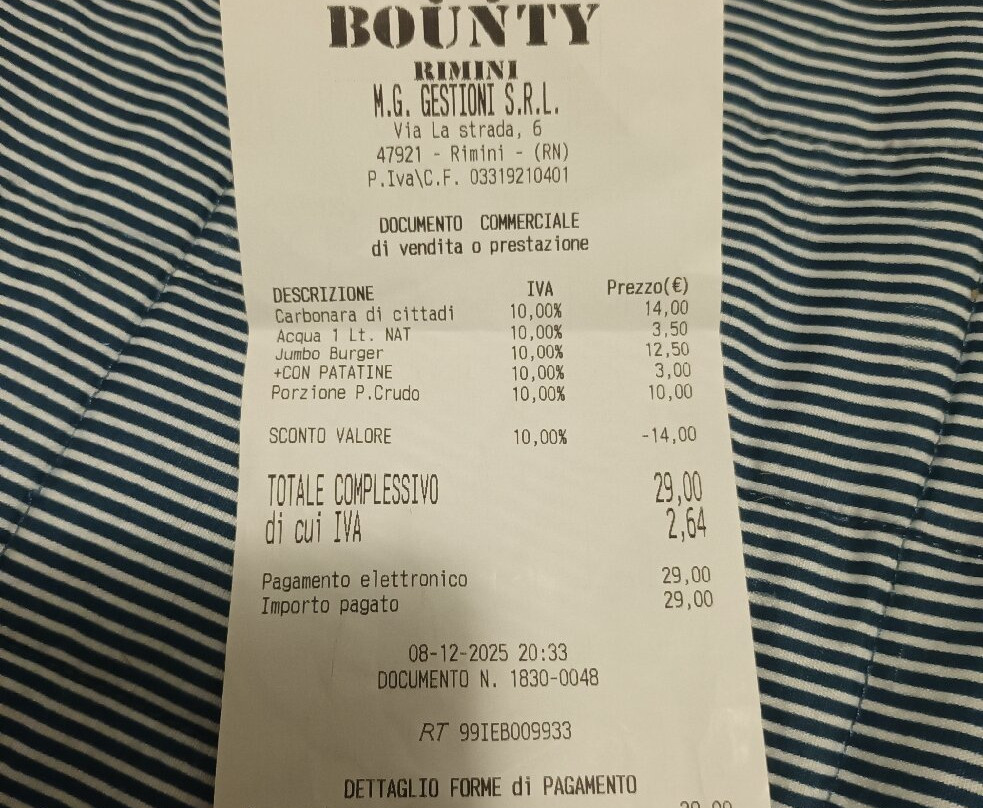 BOUNTY
RIMINI
M.G. GESTIONI S.R.L.
Via La strada, 6
47921 - Rimini - (RN)
P.Iva\C.F. 03319210401
DOCUMENTO COMMERCIALE
di vendita o prestazione
DESCRIZIONE IVA Prezzo(€)
Carbonara di cittadi 10,00% 14,00
Acqua 1 Lt. NAT 10,00% 3,50
Jumbo Burger 10,00% 12,50
+CON PATATINE 10,00% 3,00
Porzione P.Crudo 10,00% 10,00
SCONTO VALORE 10,00% -14,00
TOTALE COMPLESSIVO 29,00
di cui IVA 2,64
Pagamento elettronico 29,00
Importo pagato 29,00
08-12-2025 20:33
DOCUMENTO N. 1830-0048
RT 99IEB009933
DETTAGLIO FORME di PAGAMENTO